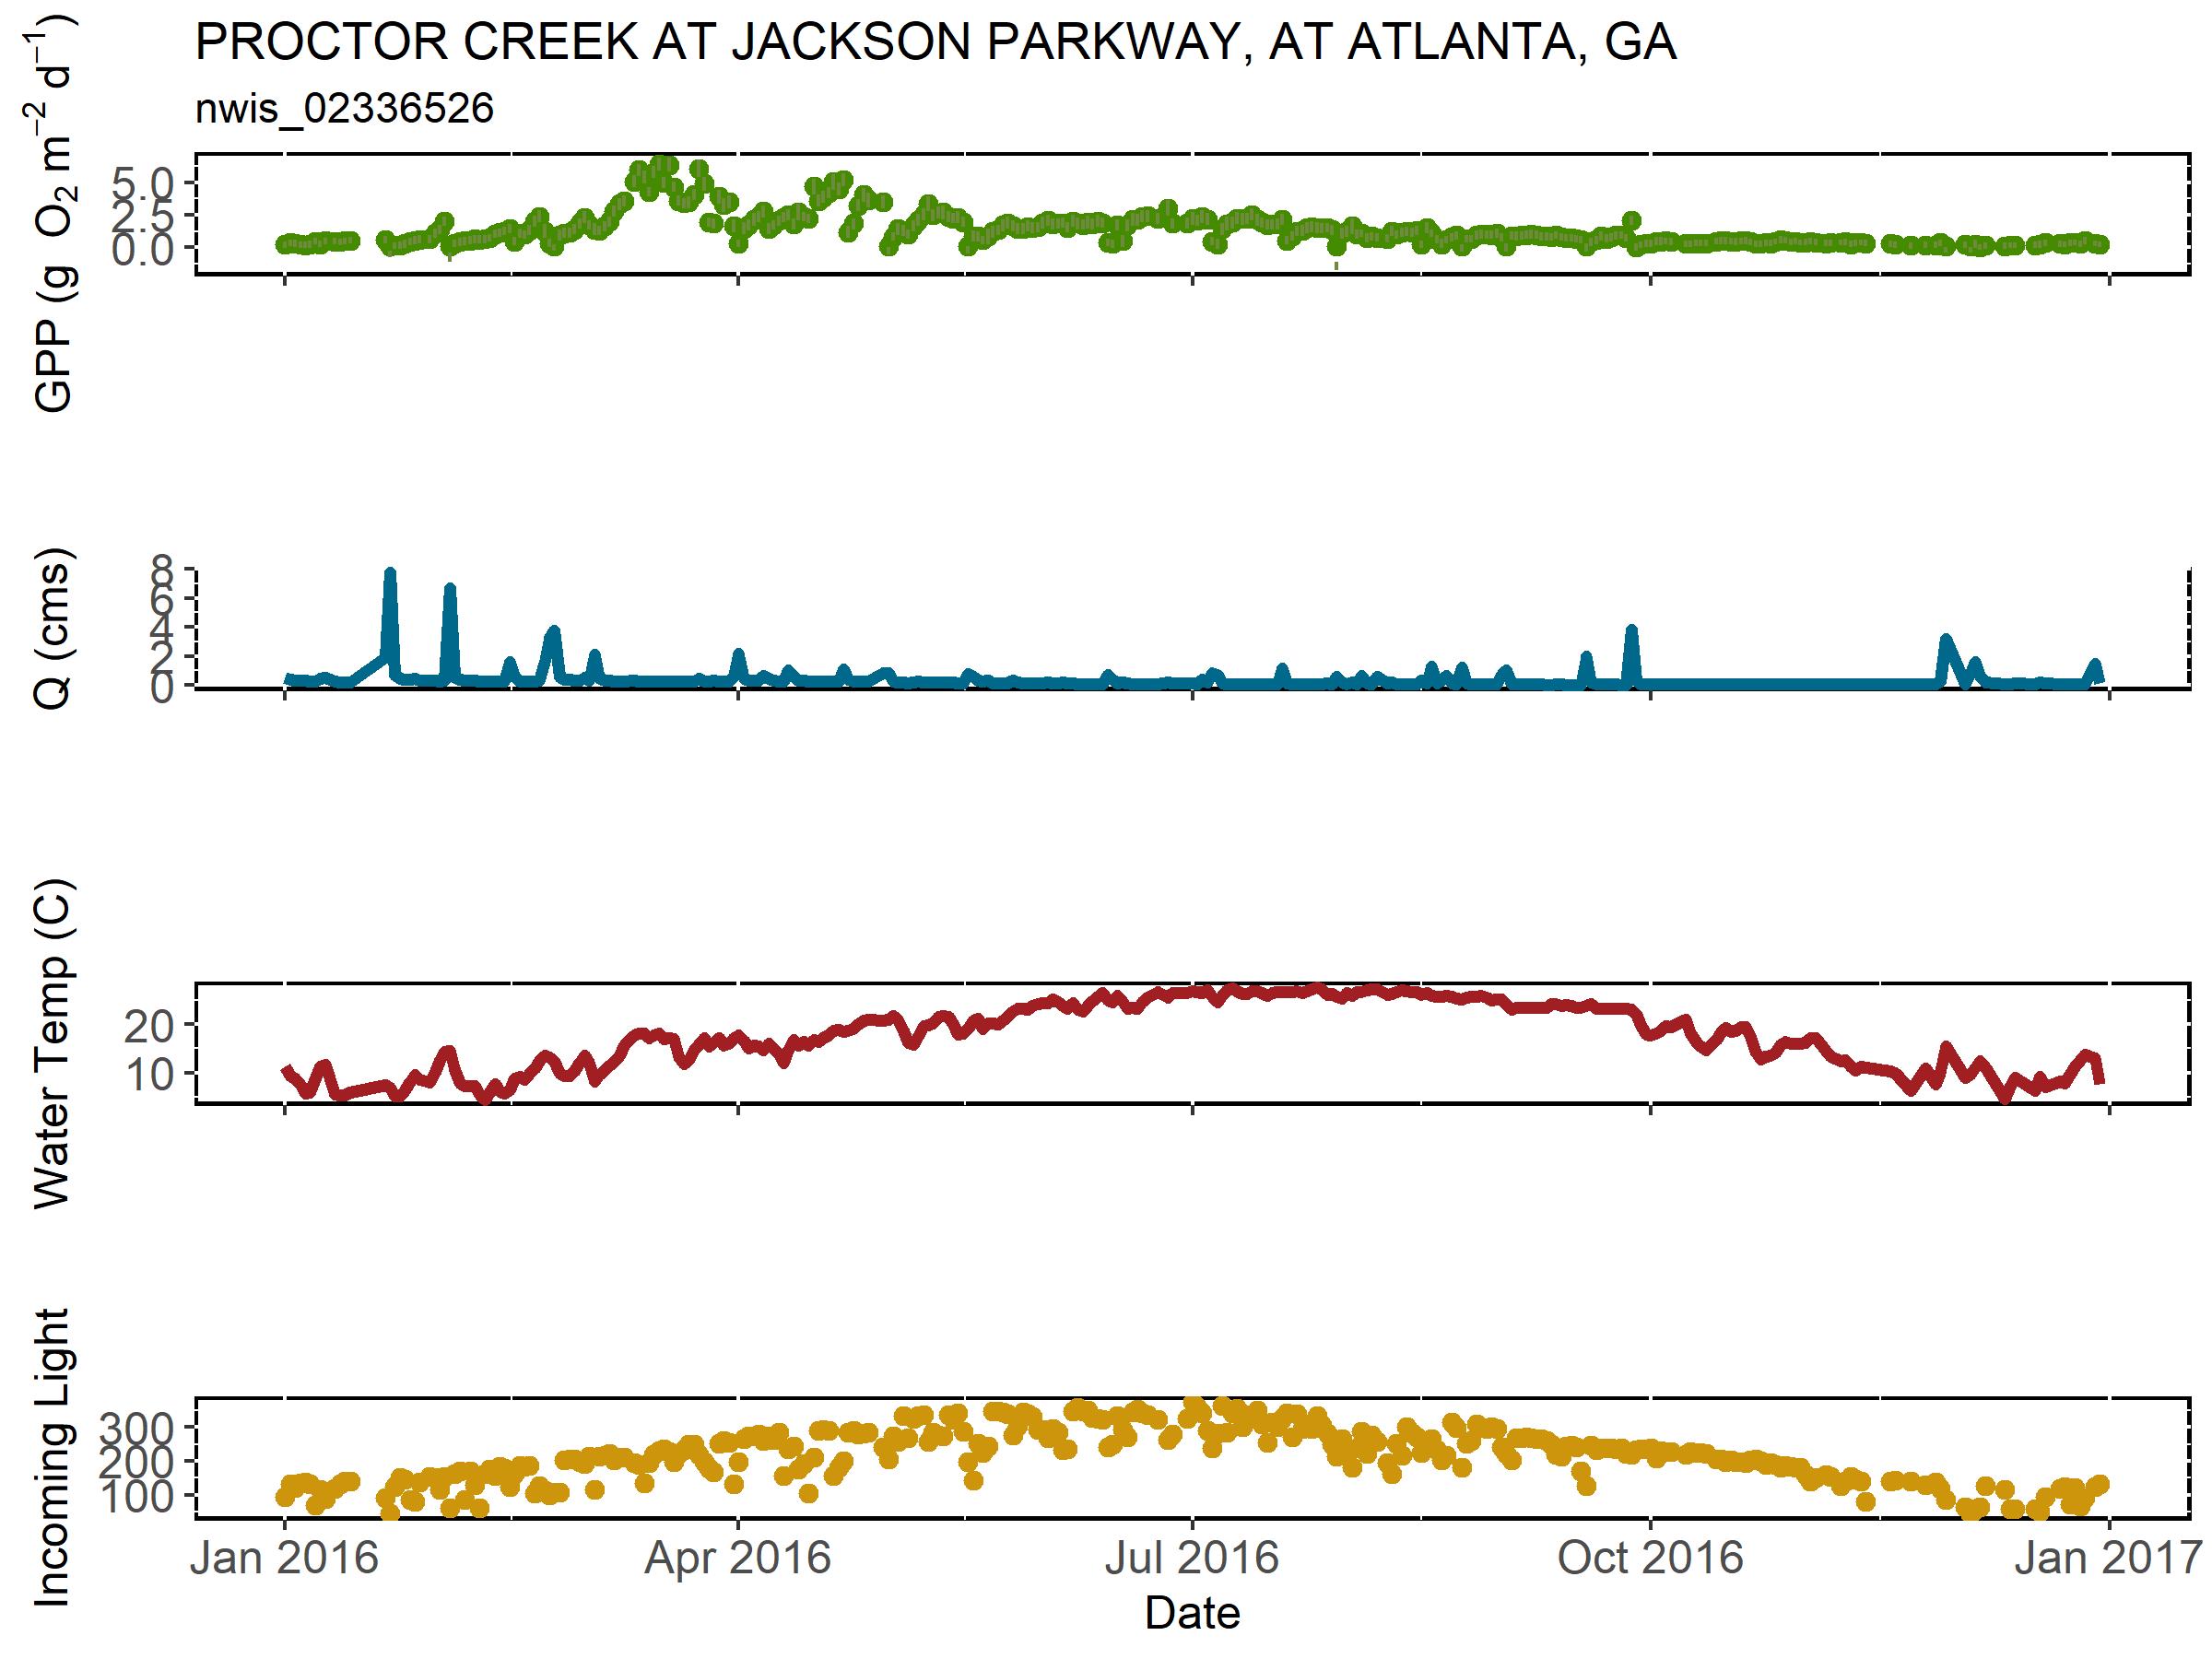 PROCTOR CREEK AT JACKSON PARKWAY, AT ATLANTA, GA
nwis_02336526
GPP (g O₂ m⁻² d⁻¹)
5.0
2.5
0.0
Q (cms)
8
6
4
2
0
Water Temp (C)
20
10
Incoming Light
300
200
100
Jan 2016 Apr 2016 Jul 2016 Oct 2016 Jan 2017
Date